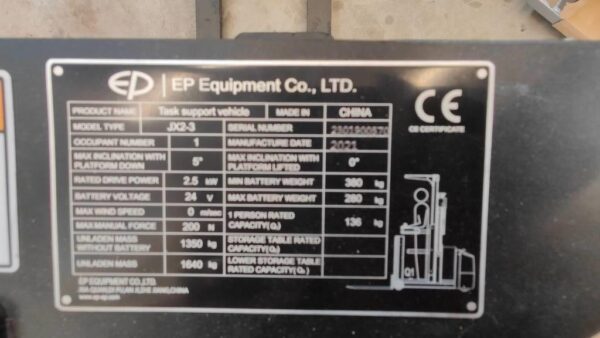 EP EP Equipment Co., LTD.
PRODUCT NAME Task support vehicle MADE IN CHINA
MODEL TYPE JX2-3 SERIAL NUMBER
CE
CE CERTIFICATE
OCCUPANT NUMBER 1 MANUFACTURE DATE 2021
MAX INCLINATION WITH PLATFORM DOWN 5° MAX INCLINATION WITH PLATFORM LIFTED 0°
RATED DRIVE POWER 2.5 kW MIN BATTERY WEIGHT 380 kg
BATTERY VOLTAGE 24 V MAX BATTERY WEIGHT 280 kg
MAX WIND SPEED 0 m/sec 1 PERSON RATED CAPACITY(Q₁) 136 kg
MAX MANUAL FORCE 200 N
UNLADEN MASS WITHOUT BATTERY 1350 kg STORAGE TABLE RATED CAPACITY(Q₂)
UNLADEN MASS 1640 kg LOWER STORAGE TABLE RATED CAPACITY(Q₃)
Q1
EP EQUIPMENT CO.,LTD.
www.ep-ep.com